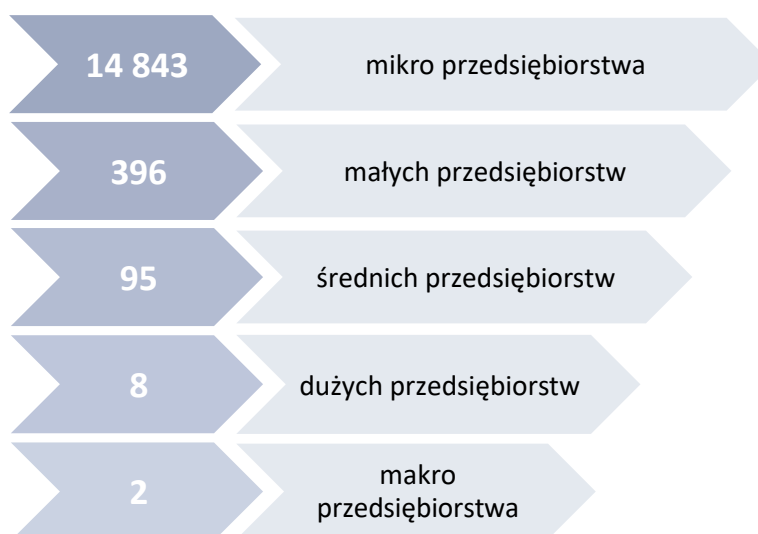 14 843 mikro przedsiębiorstwa
396 małych przedsiębiorstw
95 średnich przedsiębiorstw
8 dużych przedsiębiorstw
2 makro
przedsiębiorstwa